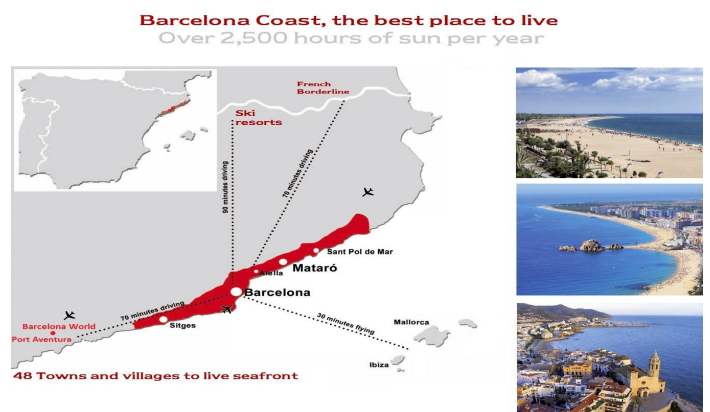 Barcelona Coast, the best place to live
Over 2,500 hours of sun per year
French
Borderline
Ski
resorts
90 minutes driving
70 minutes driving
Sant Pol de Mar
Mataró
Alella
Barcelona
70 minutes driving
30 minutes flying
Barcelona World
Port Aventura
Sitges
Mallorca
Ibiza
48 Towns and villages to live seafront